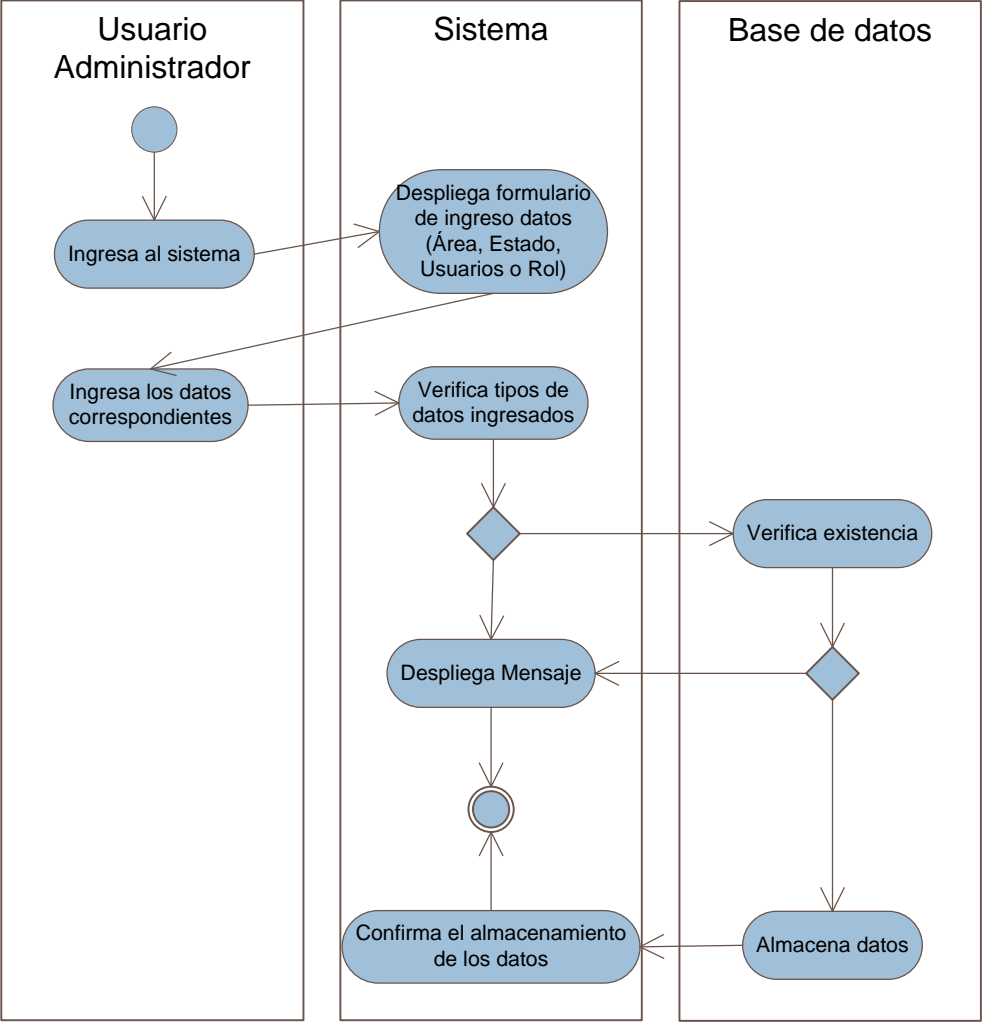 Usuario
Administrador
Sistema
Base de datos
Despliega formulario
de ingreso datos
(Área, Estado,
Usuarios o Rol)
Ingresa al sistema
Ingresa los datos
correspondientes
Verifica tipos de
datos ingresados
Verifica existencia
Despliega Mensaje
Confirma el almacenamiento
de los datos
Almacena datos